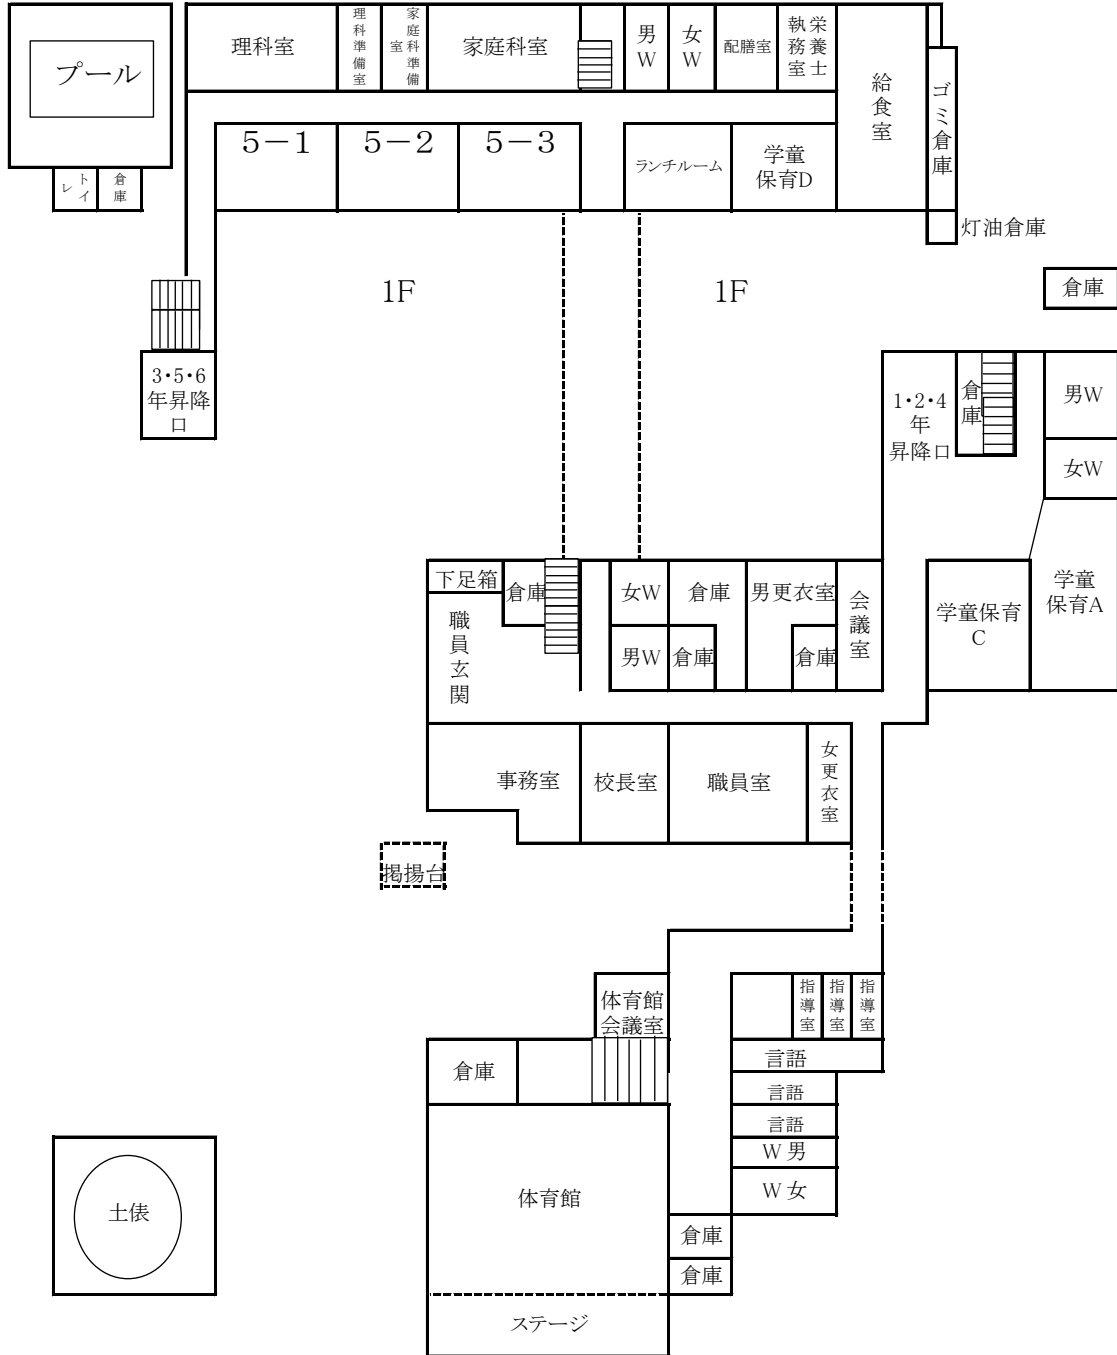 プール
トイレ
倉庫
理科室
理科準備室
家庭科準備室
家庭科室
男W
女W
配膳室
栄養士
執務室
給食室
ゴミ倉庫
5-1
5-2
5-3
ランチルーム
学童
保育D
灯油倉庫
1F
1F
倉庫
3・5・6
年昇降
口
1・2・4
年
昇降口
倉庫
男W
女W
下足箱
倉庫
職員玄関
女W
倉庫
男更衣室
会議室
男W
倉庫
倉庫
学童保育
C
学童
保育A
事務室
校長室
職員室
女更衣室
掲揚台
体育館
会議室
指導室
指導室
指導室
倉庫
言語
言語
言語
W 男
W 女
体育館
倉庫
倉庫
土俵
ステージ